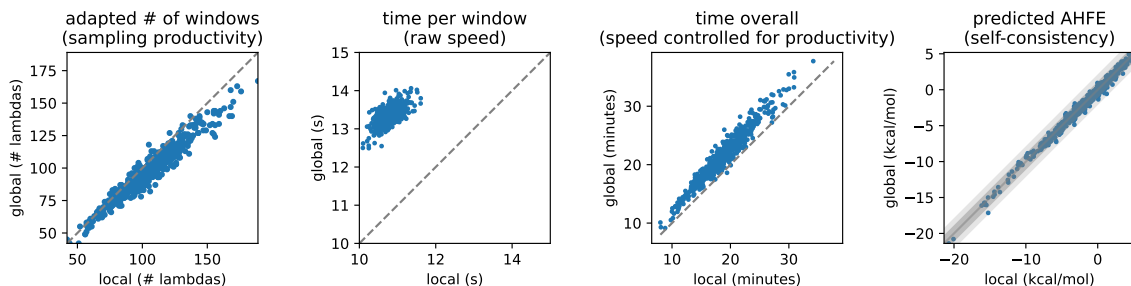 adapted # of windows
(sampling productivity)
175
150
125
100
75
50
global (# lambdas)
50
100
150
local (# lambdas)
time per window
(raw speed)
15
14
13
12
11
10
global (s)
10
12
14
local (s)
time overall
(speed controlled for productivity)
30
20
10
global (minutes)
10
20
30
local (minutes)
predicted AHFE
(self-consistency)
5
0
−5
−10
−15
−20
global (kcal/mol)
−20
−10
0
local (kcal/mol)